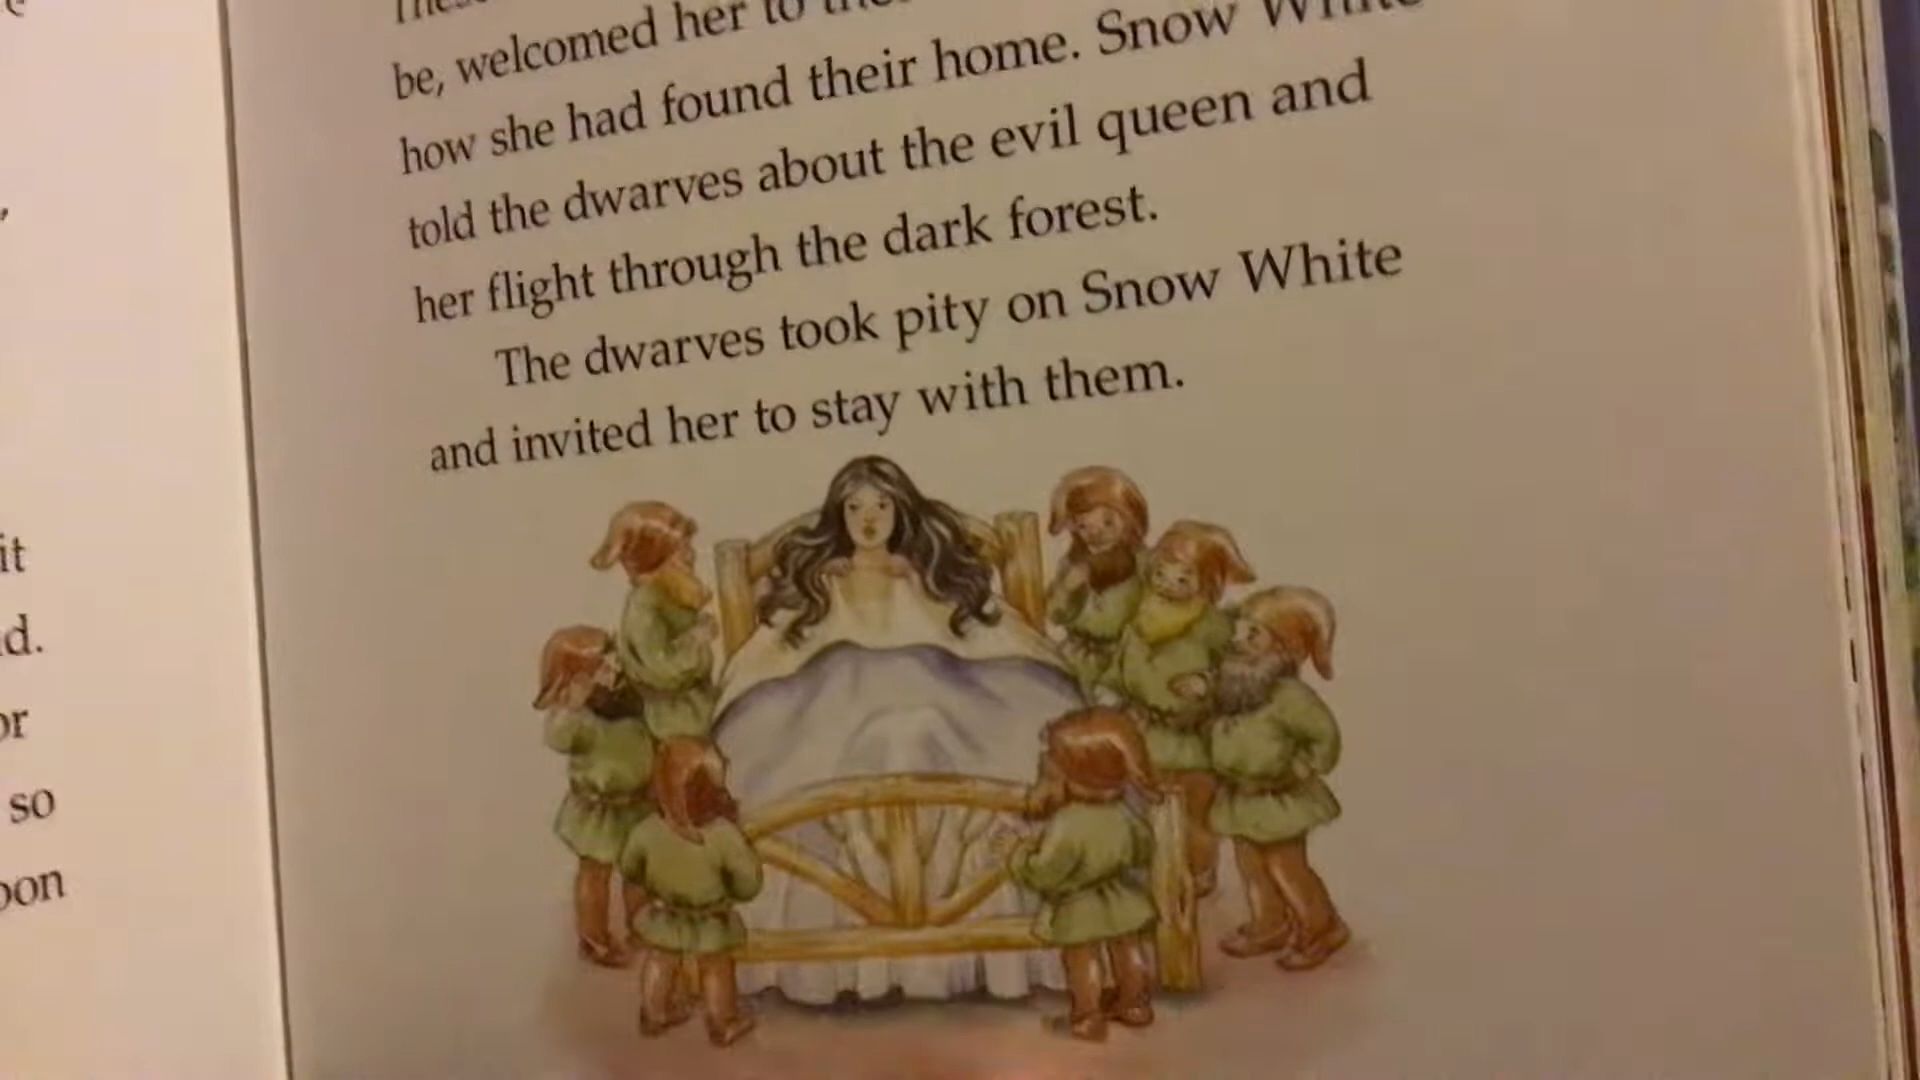 it
so
be, welcomed her to
how she had found their home. Snow White
told the dwarves about the evil queen and
her flight through the dark forest.
The dwarves took pity on Snow White
and invited her to stay with them.